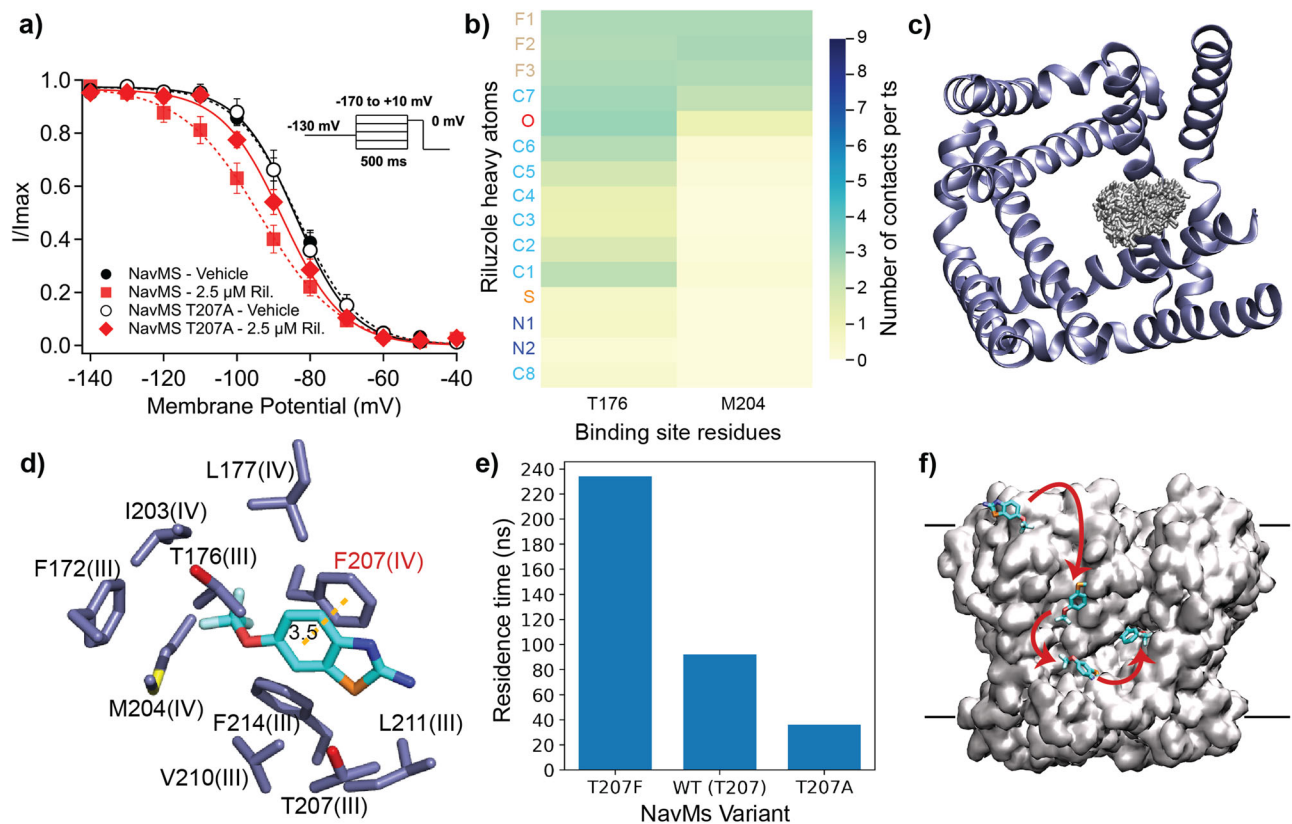 a)
I/Imax
1.0
0.8
0.6
0.4
0.2
0.0
-140
-120
-100
-80
-60
-40
Membrane Potential (mV)
-170 to +10 mV
-130 mV
0 mV
500 ms
NavMS - Vehicle
NavMS - 2.5 µM Ril.
NavMS T207A - Vehicle
NavMS T207A - 2.5 µM Ril.
b)
Riluzole heavy atoms
F1
F2
F3
C7
O
C6
C5
C4
C3
C2
C1
S
N1
N2
C8
T176
M204
Binding site residues
9
8
7
6
5
4
3
2
1
0
Number of contacts per ts
c)
d)
L177(IV)
I203(IV)
T176(III)
F172(III)
F207(IV)
3.5
M204(IV)
F214(III)
L211(III)
V210(III)
T207(III)
e)
Residence time (ns)
240
220
200
180
160
140
120
100
80
60
40
20
0
T207F
WT (T207)
T207A
NavMs Variant
f)